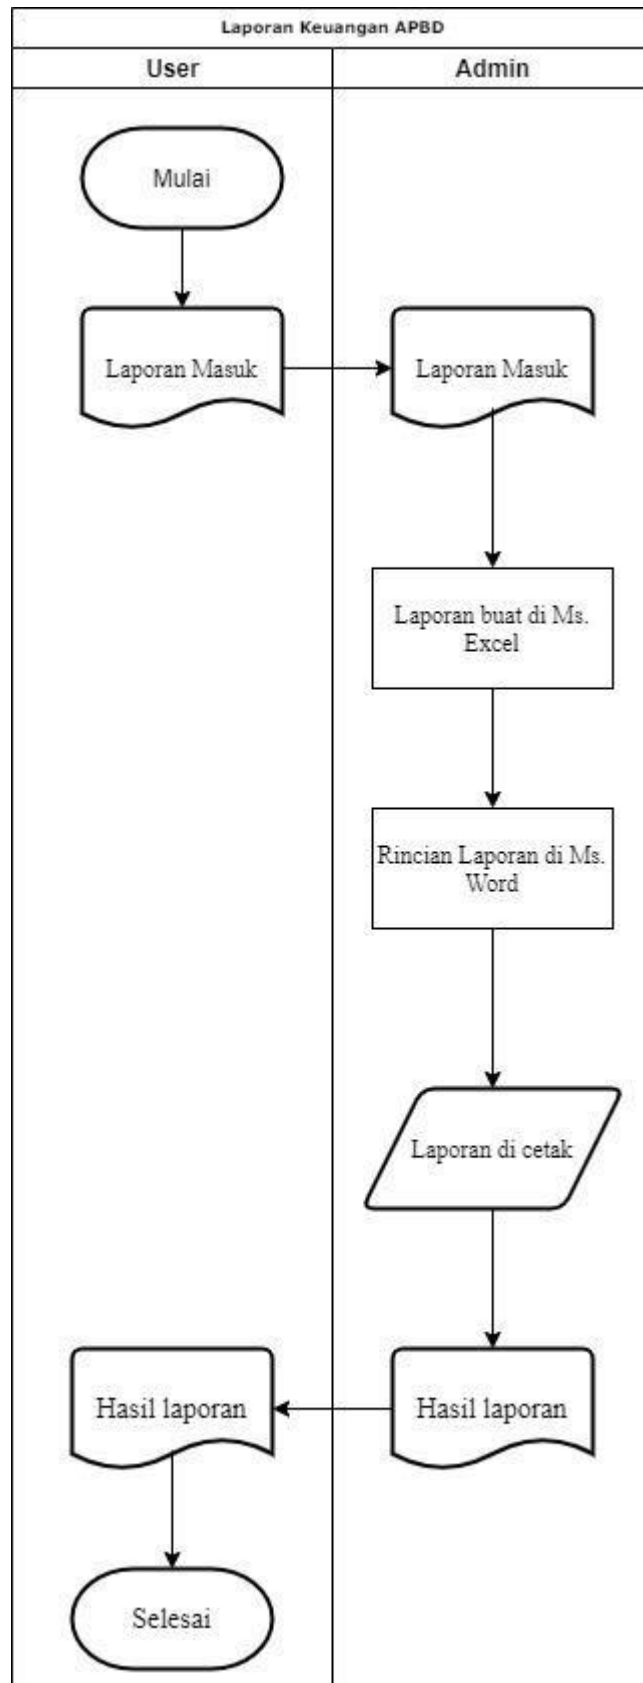 Laporan Keuangan APBD
User
Admin
Mulai
Laporan Masuk
Laporan Masuk
Laporan buat di Ms.
Excel
Rincian Laporan di Ms.
Word
Laporan di cetak
Hasil laporan
Hasil laporan
Selesai